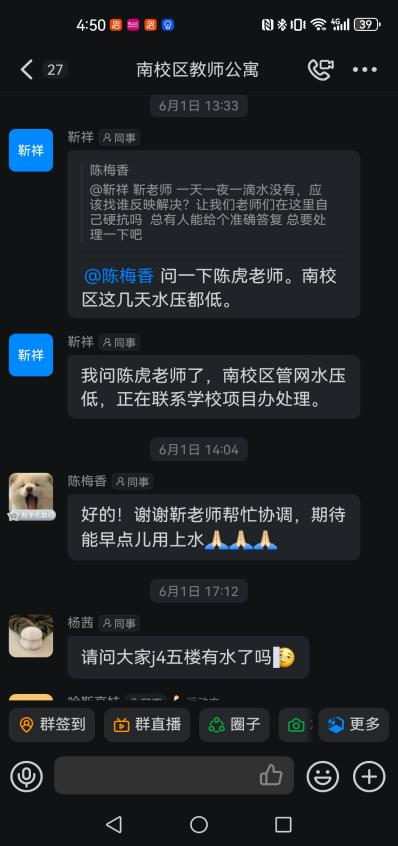 4:50
4G
39
27
南校区教师公寓
6月1日 13:33
靳祥
靳祥 同事
陈梅香
@靳祥 靳老师 一天一夜一滴水没有，应
该找谁反映解决？让我们老师们在这里自
己硬抗吗 总有人能给个准确答复 总要处
理一下吧
@陈梅香 问一下陈虎老师。南校
区这几天水压都低。
靳祥
靳祥 同事
我问陈虎老师了，南校区管网水压
低，正在联系学校项目办处理。
6月1日 14:04
陈梅香 同事
好的！谢谢靳老师帮忙协调，期待
能早点儿用上水🙏🏻🙏🏻🙏🏻
6月1日 17:12
杨茜 同事
请问大家j4五楼有水了吗
群签到
群直播
圈子
更多